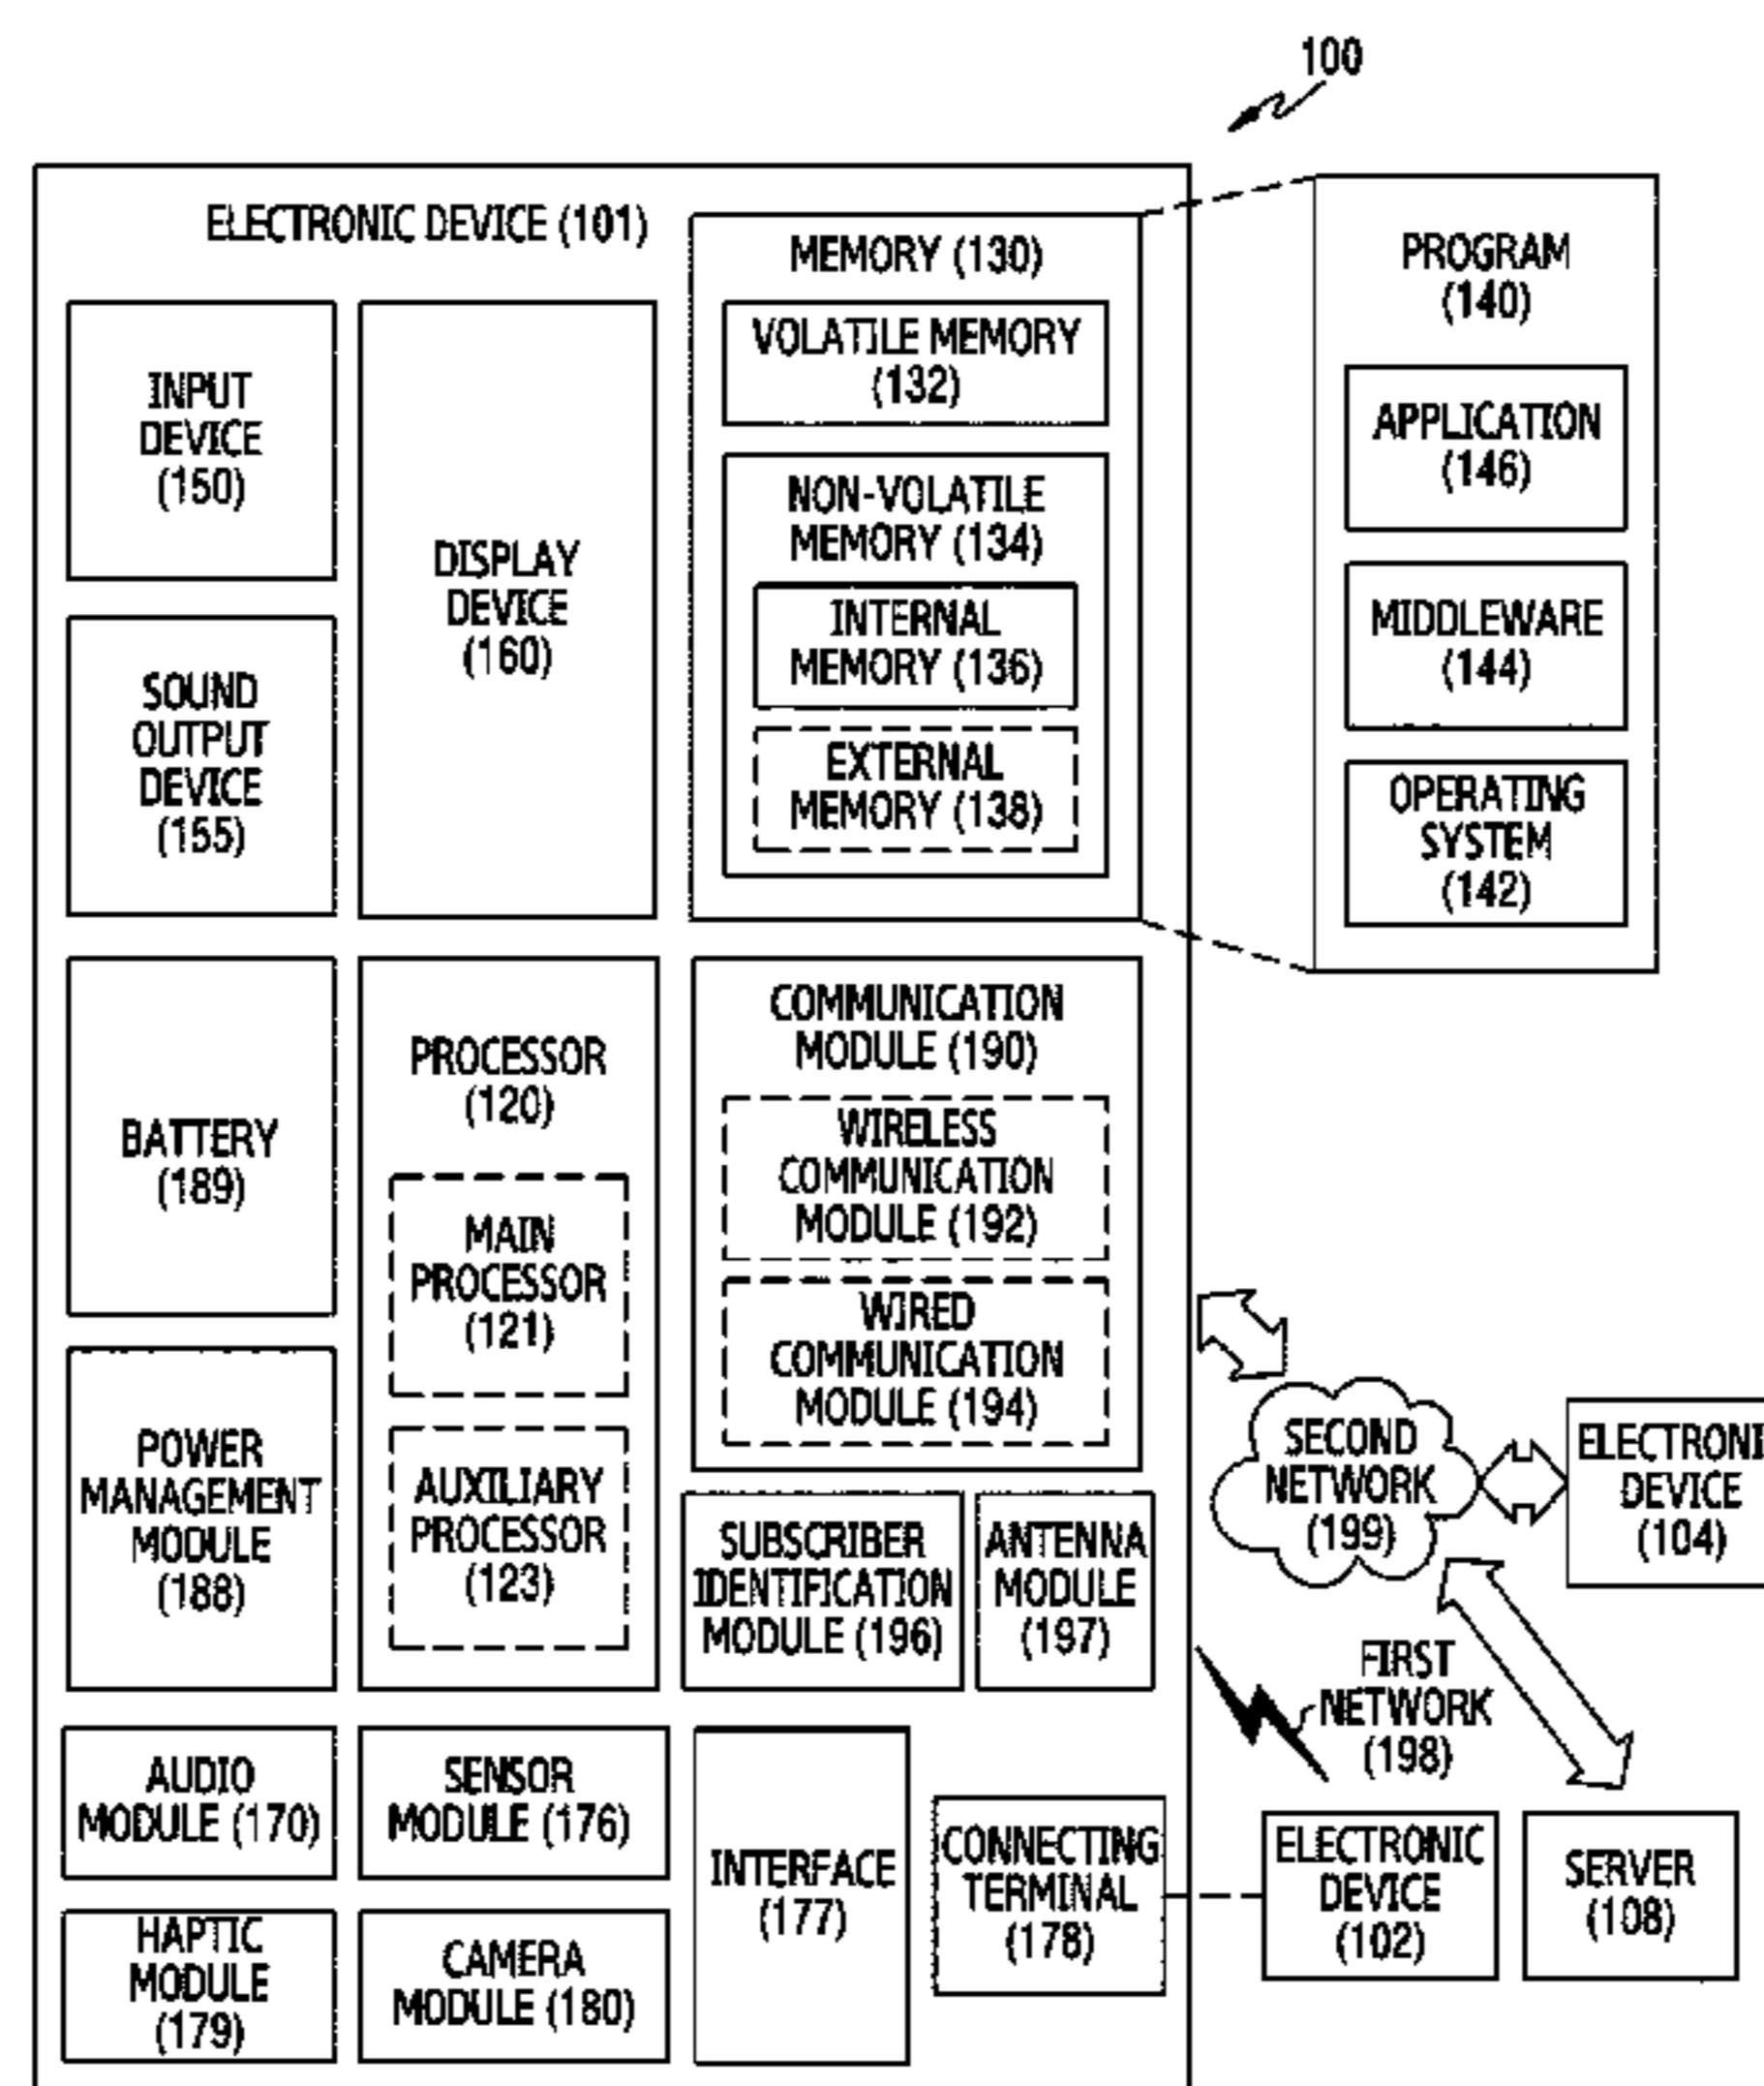 100
ELECTRONIC DEVICE (101)
INPUT
DEVICE
(150)
SOUND
OUTPUT
DEVICE
(155)
DISPLAY
DEVICE
(160)
MEMORY (130)
VOLATILE MEMORY
(132)
NON-VOLATILE
MEMORY (134)
INTERNAL
MEMORY (136)
EXTERNAL
MEMORY (138)
PROGRAM
(140)
APPLICATION
(146)
MIDDLEWARE
(144)
OPERATING
SYSTEM
(142)
BATTERY
(189)
POWER
MANAGEMENT
MODULE
(188)
PROCESSOR
(120)
MAIN
PROCESSOR
(121)
AUXILIARY
PROCESSOR
(123)
COMMUNICATION
MODULE (190)
WIRELESS
COMMUNICATION
MODULE (192)
WIRED
COMMUNICATION
MODULE (194)
SUBSCRIBER
IDENTIFICATION
MODULE (196)
ANTENNA
MODULE
(197)
SECOND
NETWORK
(199)
ELECTRONI
DEVICE
(104)
FIRST
NETWORK
(198)
AUDIO
MODULE (170)
SENSOR
MODULE (176)
HAPTIC
MODULE
(179)
CAMERA
MODULE (180)
INTERFACE
(177)
CONNECTING
TERMINAL
(178)
ELECTRONIC
DEVICE
(102)
SERVER
(108)